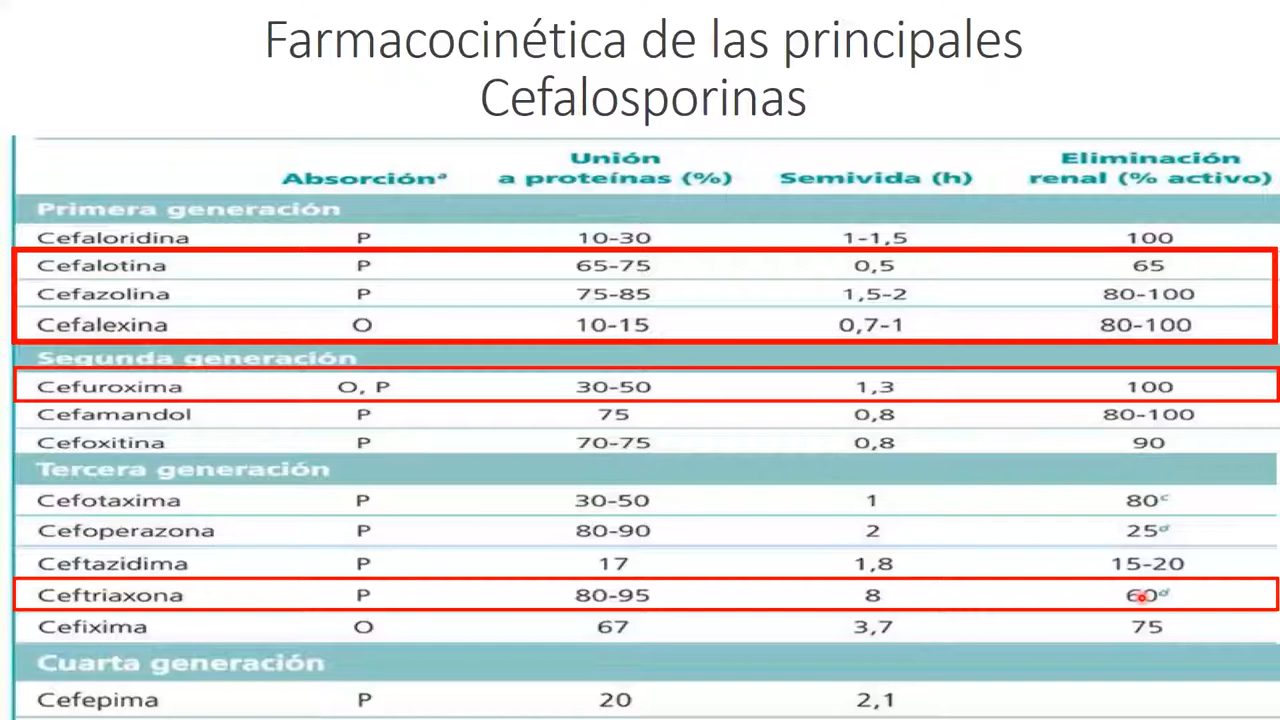 Farmacocinética de las principales
Cefalosporinas
Unión Eliminación
Absorciónᵃ a proteínas (%) Semivida (h) renal (% activo)
Primera generación
Cefaloridina P 10-30 1-1,5 100
Cefalotina P 65-75 0,5 65
Cefazolina P 75-85 1,5-2 80-100
Cefalexina O 10-15 0,7-1 80-100
Segunda generación
Cefuroxima O, P 30-50 1,3 100
Cefamandol P 75 0,8 80-100
Cefoxitina P 70-75 0,8 90
Tercera generación
Cefotaxima P 30-50 1 80ᶜ
Cefoperazona P 80-90 2 25ᵈ
Ceftazidima P 17 1,8 15-20
Ceftriaxona P 80-95 8 60ᵈ
Cefixima O 67 3,7 75
Cuarta generación
Cefepima P 20 2,1